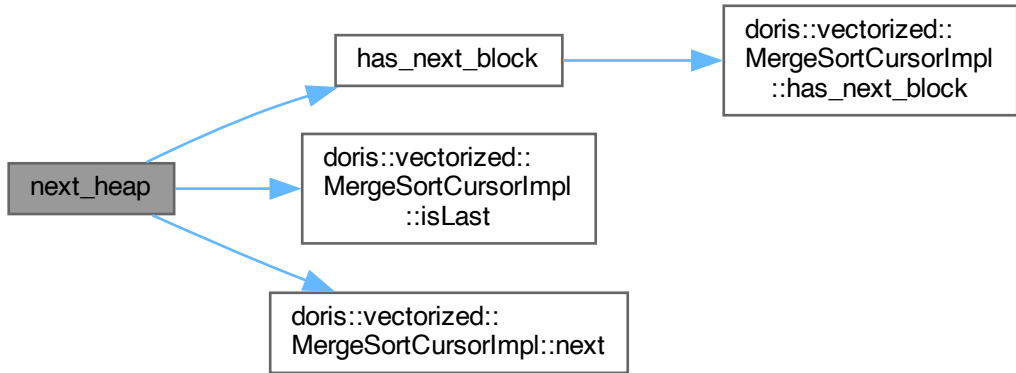 next_heap
has_next_block
doris::vectorized::
MergeSortCursorImpl
::has_next_block
doris::vectorized::
MergeSortCursorImpl
::isLast
doris::vectorized::
MergeSortCursorImpl::next